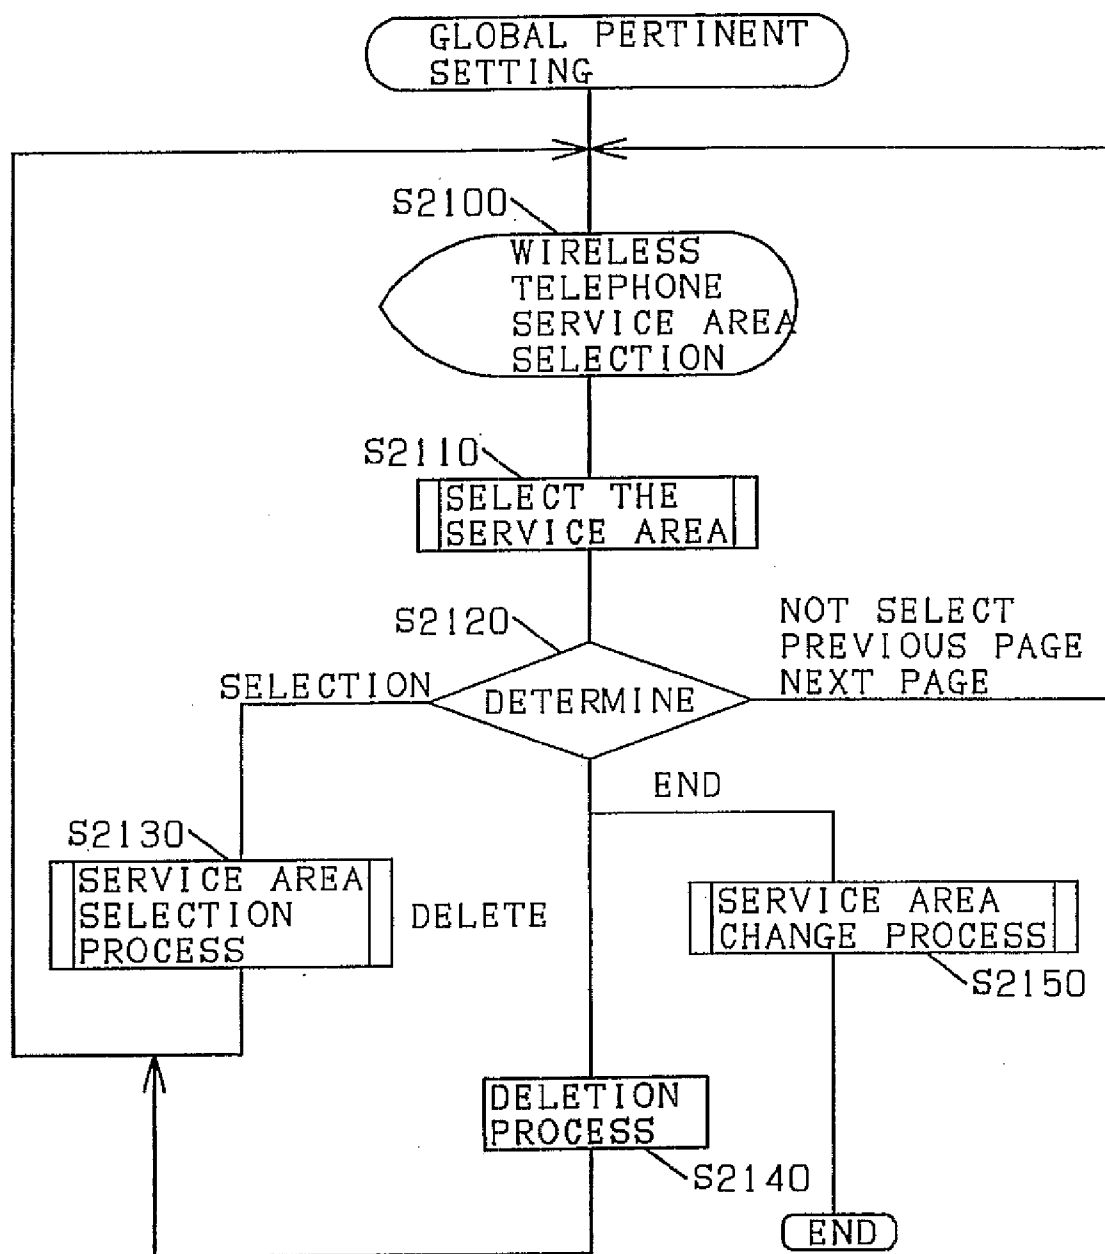 GLOBAL PERTINENT
SETTING
S2100
WIRELESS
TELEPHONE
SERVICE AREA
SELECTION
S2110
SELECT THE
SERVICE AREA
S2120
NOT SELECT
PREVIOUS PAGE
NEXT PAGE
SELECTION
DETERMINE
END
S2130
SERVICE AREA
SELECTION
PROCESS
DELETE
SERVICE AREA
CHANGE PROCESS
S2150
DELETION
PROCESS
S2140
END